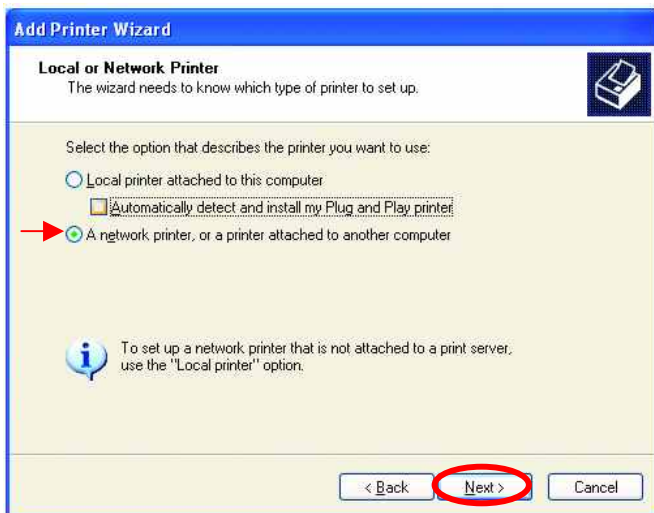 Add Printer Wizard
Local or Network Printer
The wizard needs to know which type of printer to set up.
Select the option that describes the printer you want to use:
Local printer attached to this computer
Automatically detect and install my Plug and Play printer
A network printer, or a printer attached to another computer
To set up a network printer that is not attached to a print server,
use the "Local printer" option.
< Back Next > Cancel